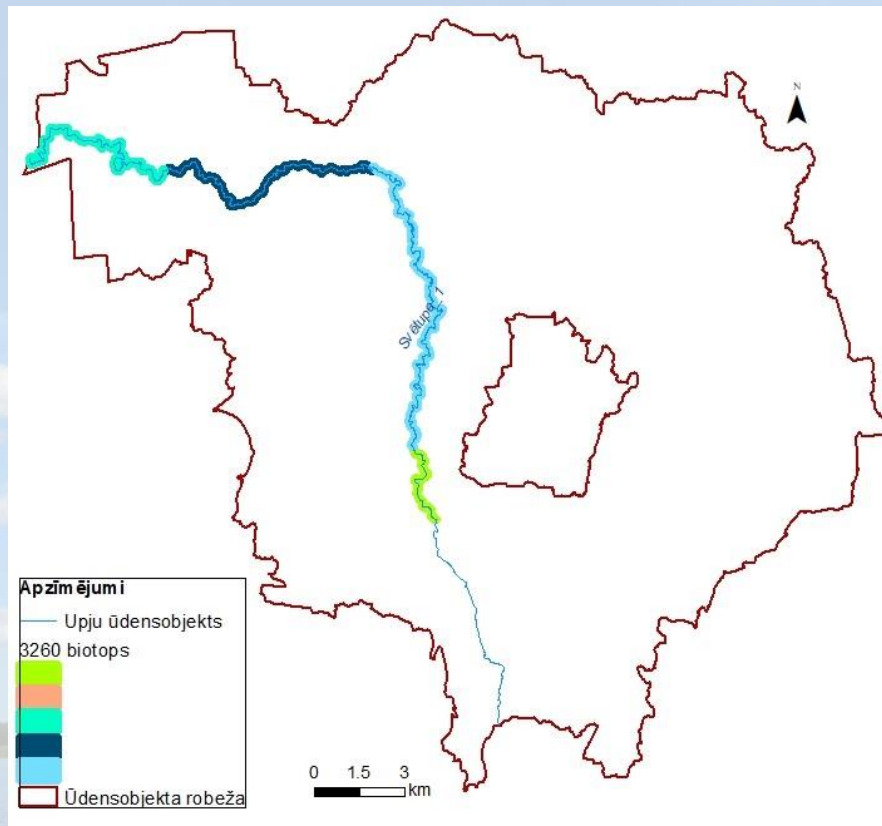 N
Svētupe_1
Apzīmējumi
Upju ūdensobjekts
3260 biotops
Ūdensobjekta robeža
0 1.5 3
km